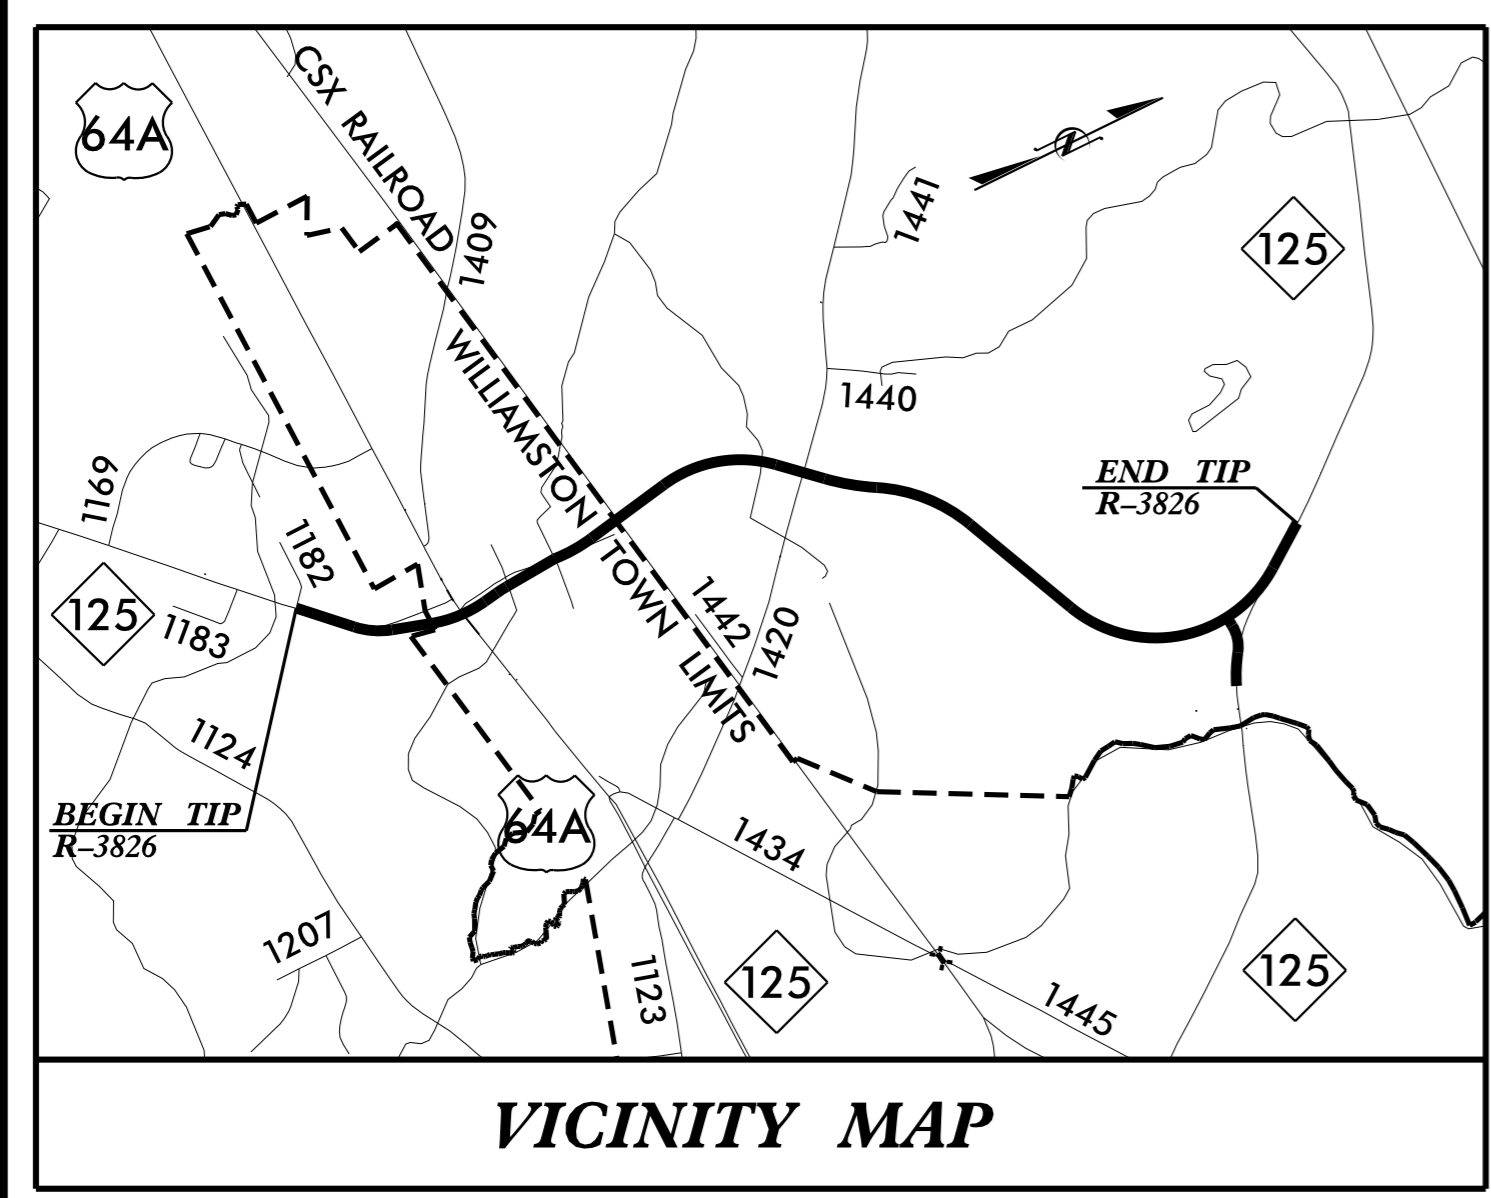 64A
CSX RAILROAD
1409
1441
125
WILLIAMSTON TOWN LIMITS
1440
1169
END TIP
R–3826
1182
125
1183
1442
1420
1124
BEGIN TIP
R–3826
64A
1434
1207
1123
125
125
1445
VICINITY MAP